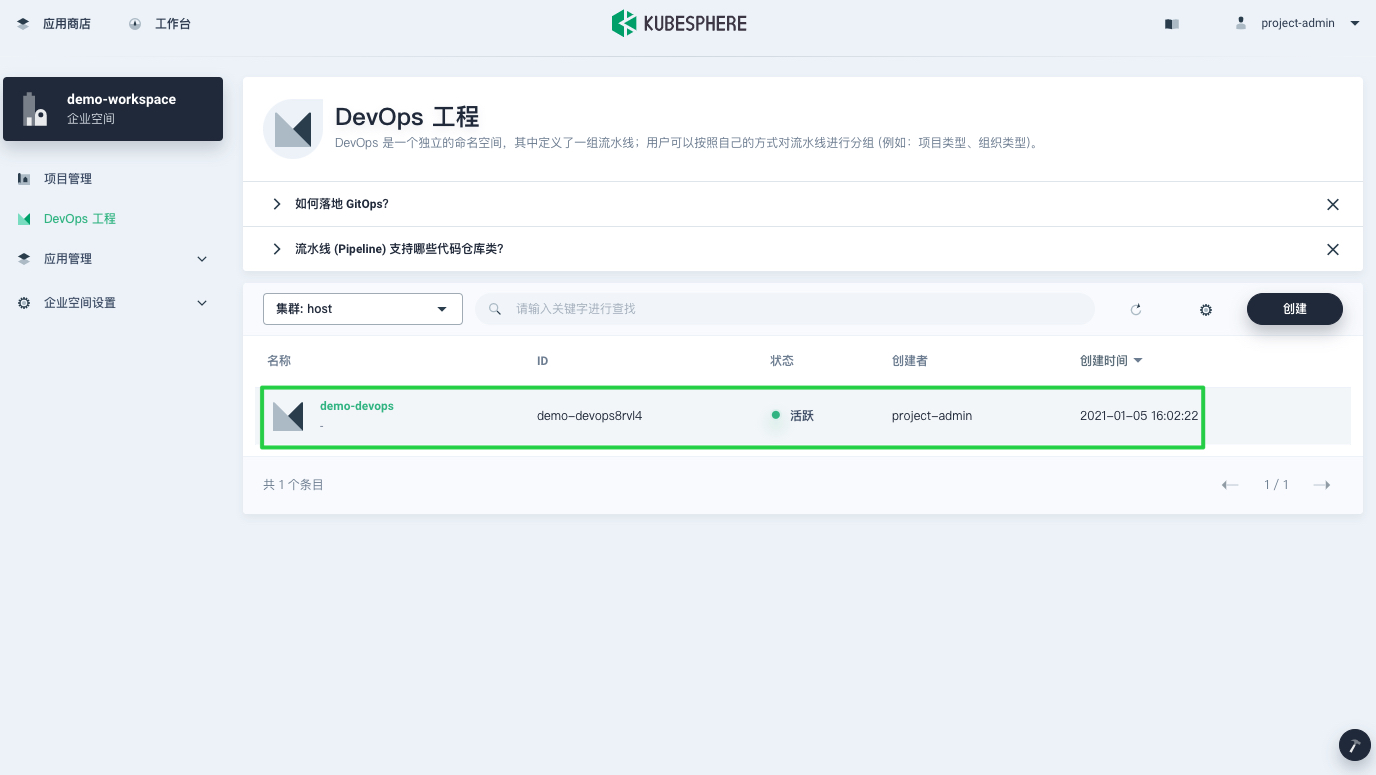 应用商店
工作台
KUBESPHERE
project-admin
demo-workspace
企业空间
项目管理
DevOps 工程
应用管理
企业空间设置
DevOps 工程
DevOps 是一个独立的命名空间，其中定义了一组流水线；用户可以按照自己的方式对流水线进行分组 (例如：项目类型、组织类型)。
如何落地 GitOps?
流水线 (Pipeline) 支持哪些代码仓库类?
集群: host
请输入关键字进行查找
创建
名称 ID 状态 创建者 创建时间
demo-devops
-
demo-devops8rvl4 活跃 project-admin 2021-01-05 16:02:22
共 1 个条目
1 / 1